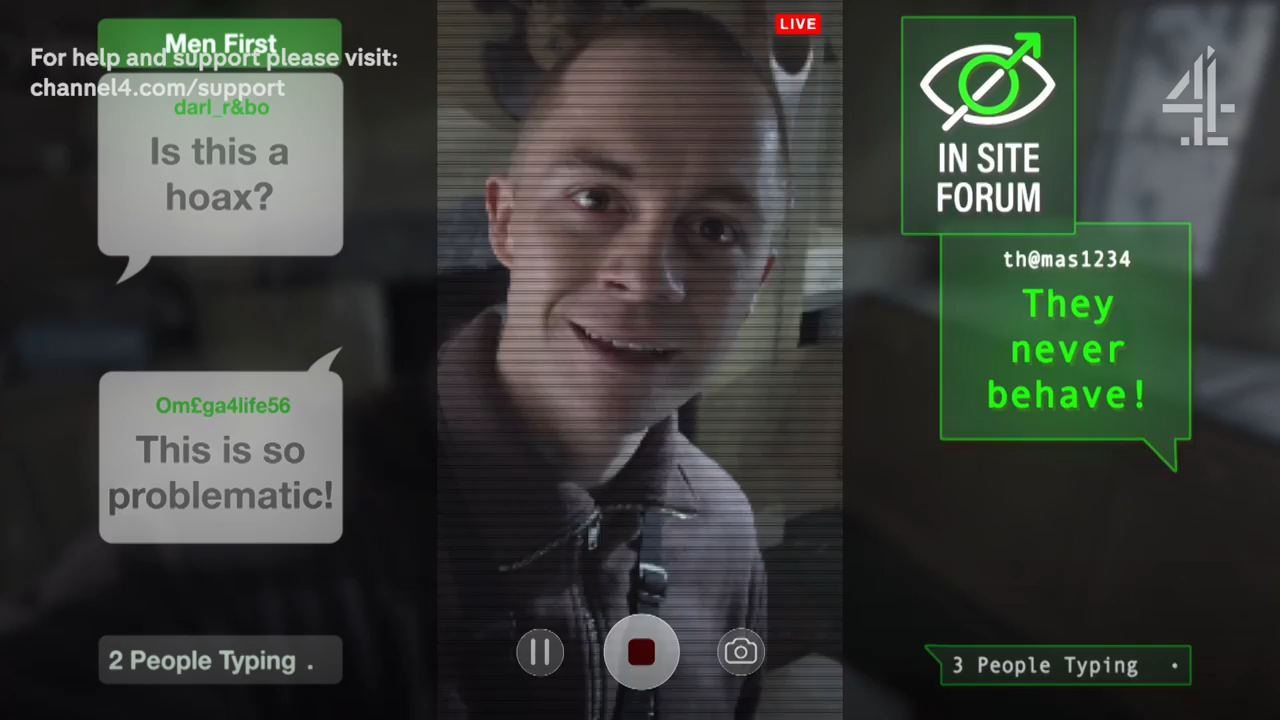 Men First
For help and support please visit:
channel4.com/support
darl_r&bo
Is this a
hoax?
Om£ga4life56
This is so
problematic!
2 People Typing .
LIVE
IN SITE
FORUM
4
th@mas1234
They
never
behave!
3 People Typing .